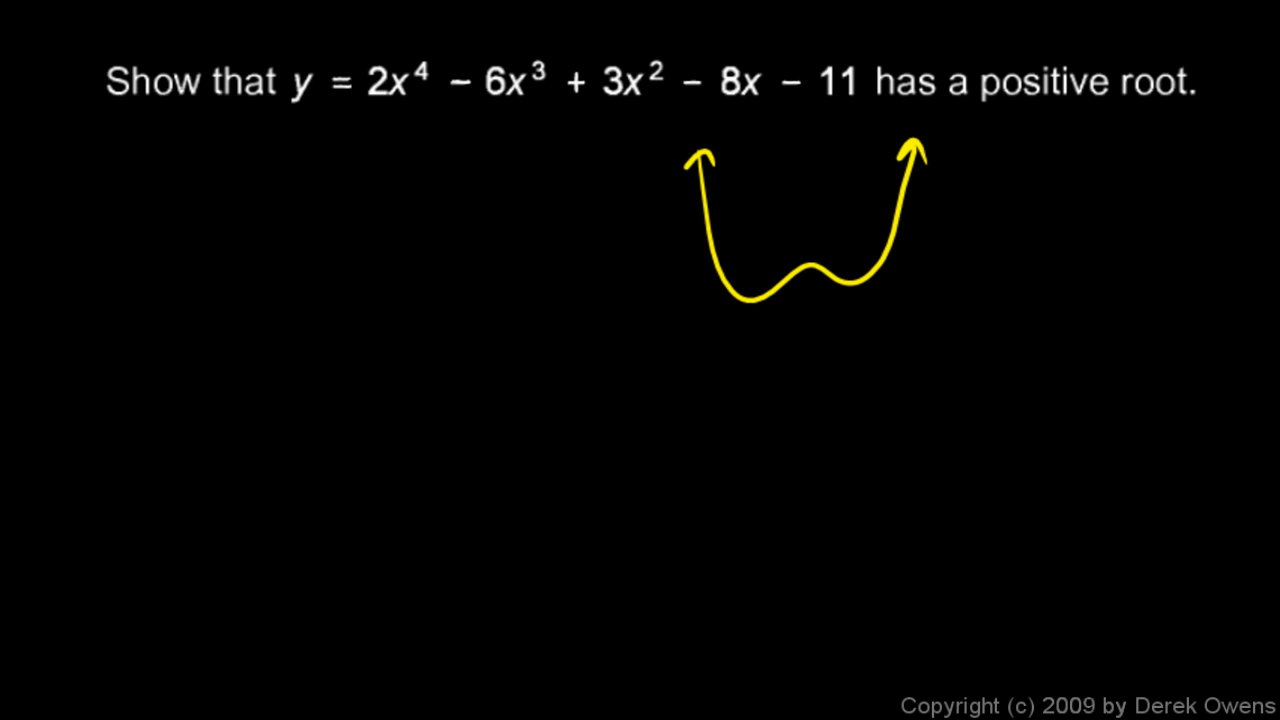 Show that y = 2x⁴ – 6x³ + 3x² – 8x – 11 has a positive root.
Copyright (c) 2009 by Derek Owens